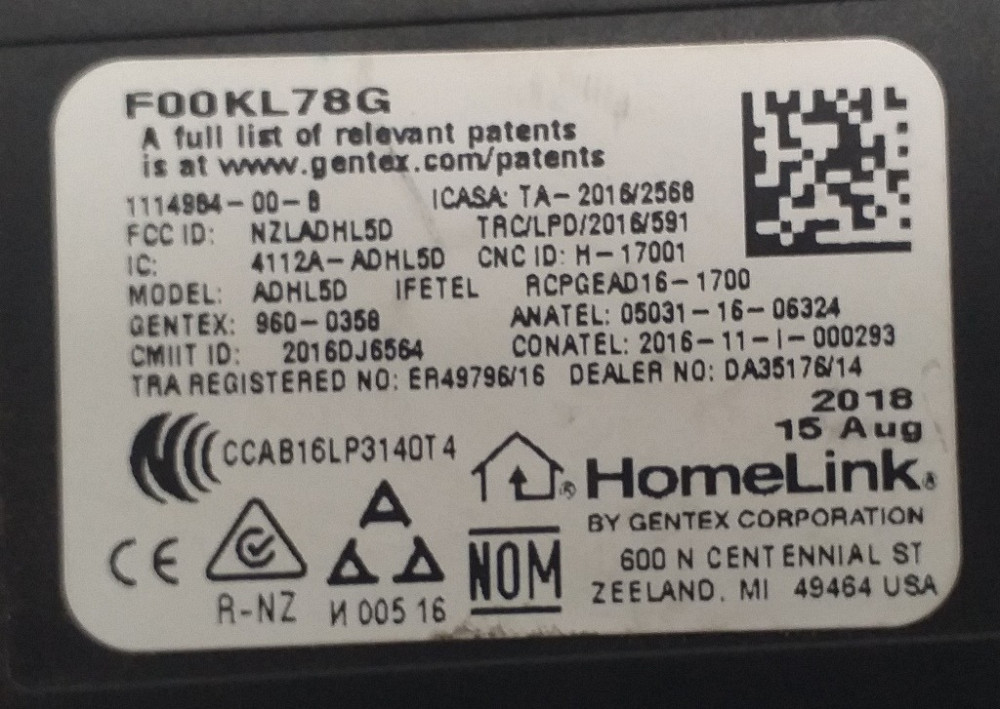 F00KL78G
A full list of relevant patents
is at www.gentex.com/patents
1114984-00-8 ICASA: TA-2016/2568
FCC ID: NZLADHL5D TRC/LPD/2016/591
IC: 4112A-ADHL5D CNC ID: H-17001
MODEL: ADHL5D IFETEL RCPGEAD16-1700
GENTEX: 960-0358 ANATEL: 05031-16-06324
CMIIT ID: 2016DJ6564 CONATEL: 2016-11-I-000293
TRA REGISTERED NO: ER49796/16 DEALER NO: DA35176/14
2018
15 Aug
CCAB16LP3140T4
HomeLink®
BY GENTEX CORPORATION
600 N CENTENNIAL ST
ZEELAND, MI 49464 USA
CE
R-NZ
И 005 16
NOM